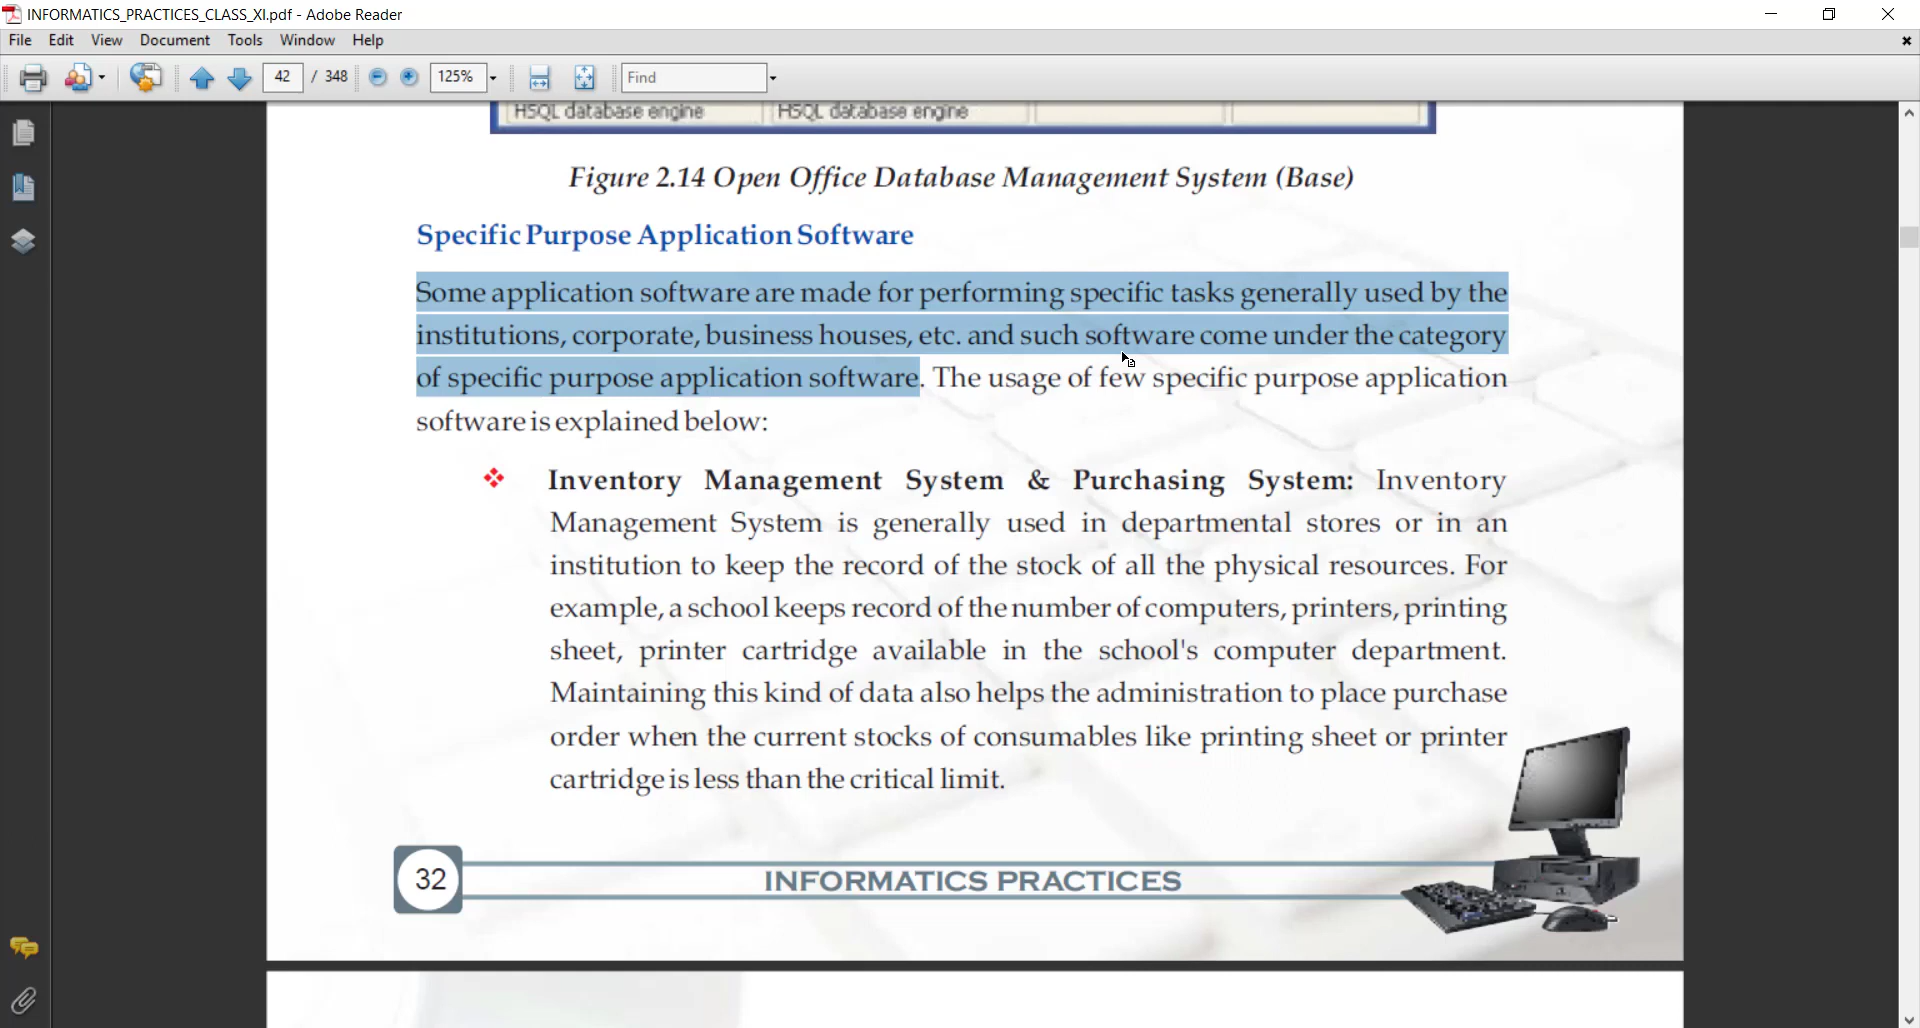 INFORMATICS_PRACTICES_CLASS_XI.pdf - Adobe Reader
File Edit View Document Tools Window Help
42 / 348 125% Find
HSQL database engine HSQL database engine
Figure 2.14 Open Office Database Management System (Base)
Specific Purpose Application Software
Some application software are made for performing specific tasks generally used by the
institutions, corporate, business houses, etc. and such software come under the category
of specific purpose application software. The usage of few specific purpose application
software is explained below:
Inventory Management System & Purchasing System: Inventory
Management System is generally used in departmental stores or in an
institution to keep the record of the stock of all the physical resources. For
example, a school keeps record of the number of computers, printers, printing
sheet, printer cartridge available in the school's computer department.
Maintaining this kind of data also helps the administration to place purchase
order when the current stocks of consumables like printing sheet or printer
cartridge is less than the critical limit.
32 INFORMATICS PRACTICES